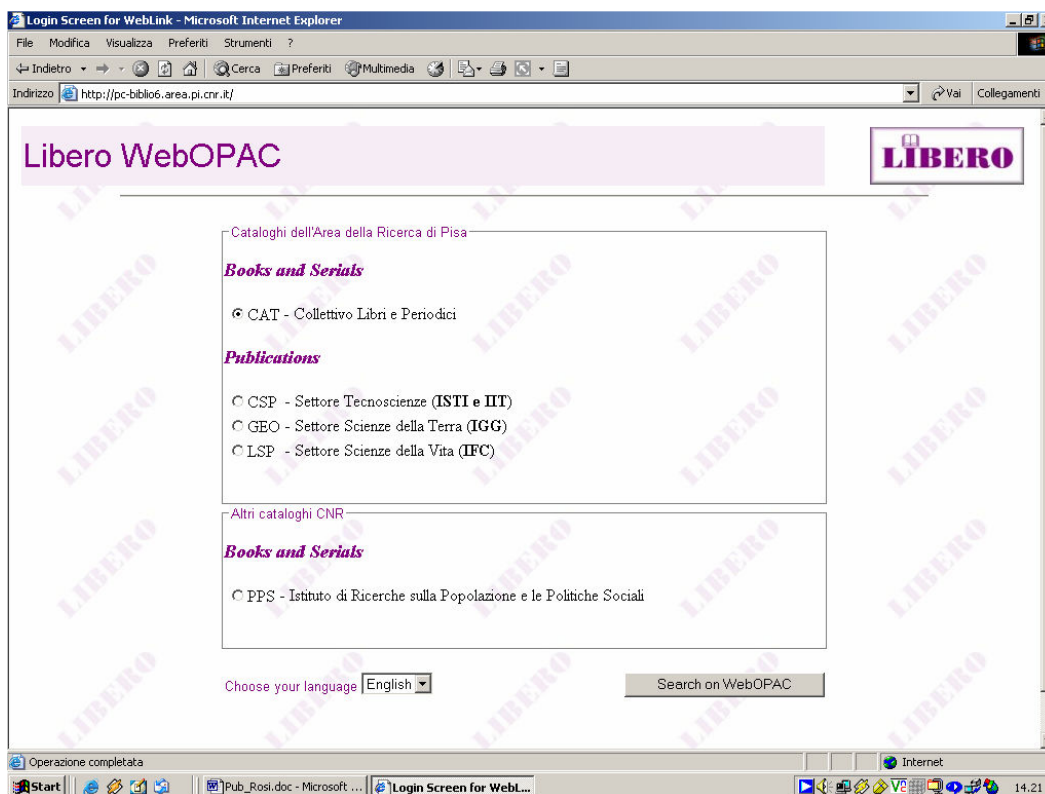 Login Screen for WebLink - Microsoft Internet Explorer
File Modifica Visualizza Preferiti Strumenti ?
Indietro Cerca Preferiti Multimedia
Indirizzo http://pc-biblio6.area.pi.cnr.it/ Vai Collegamenti
Libero WebOPAC
LIBERO
Cataloghi dell'Area della Ricerca di Pisa
Books and Serials
CAT - Collettivo Libri e Periodici
Publications
CSP - Settore Tecnoscienze (ISTI e IIT)
GEO - Settore Scienze della Terra (IGG)
LSP - Settore Scienze della Vita (IFC)
Altri cataloghi CNR
Books and Serials
PPS - Istituto di Ricerche sulla Popolazione e le Politiche Sociali
Choose your language English Search on WebOPAC
Operazione completata Internet
Start Pub_Rosi.doc - Microsoft ... Login Screen for WebL... 14.21